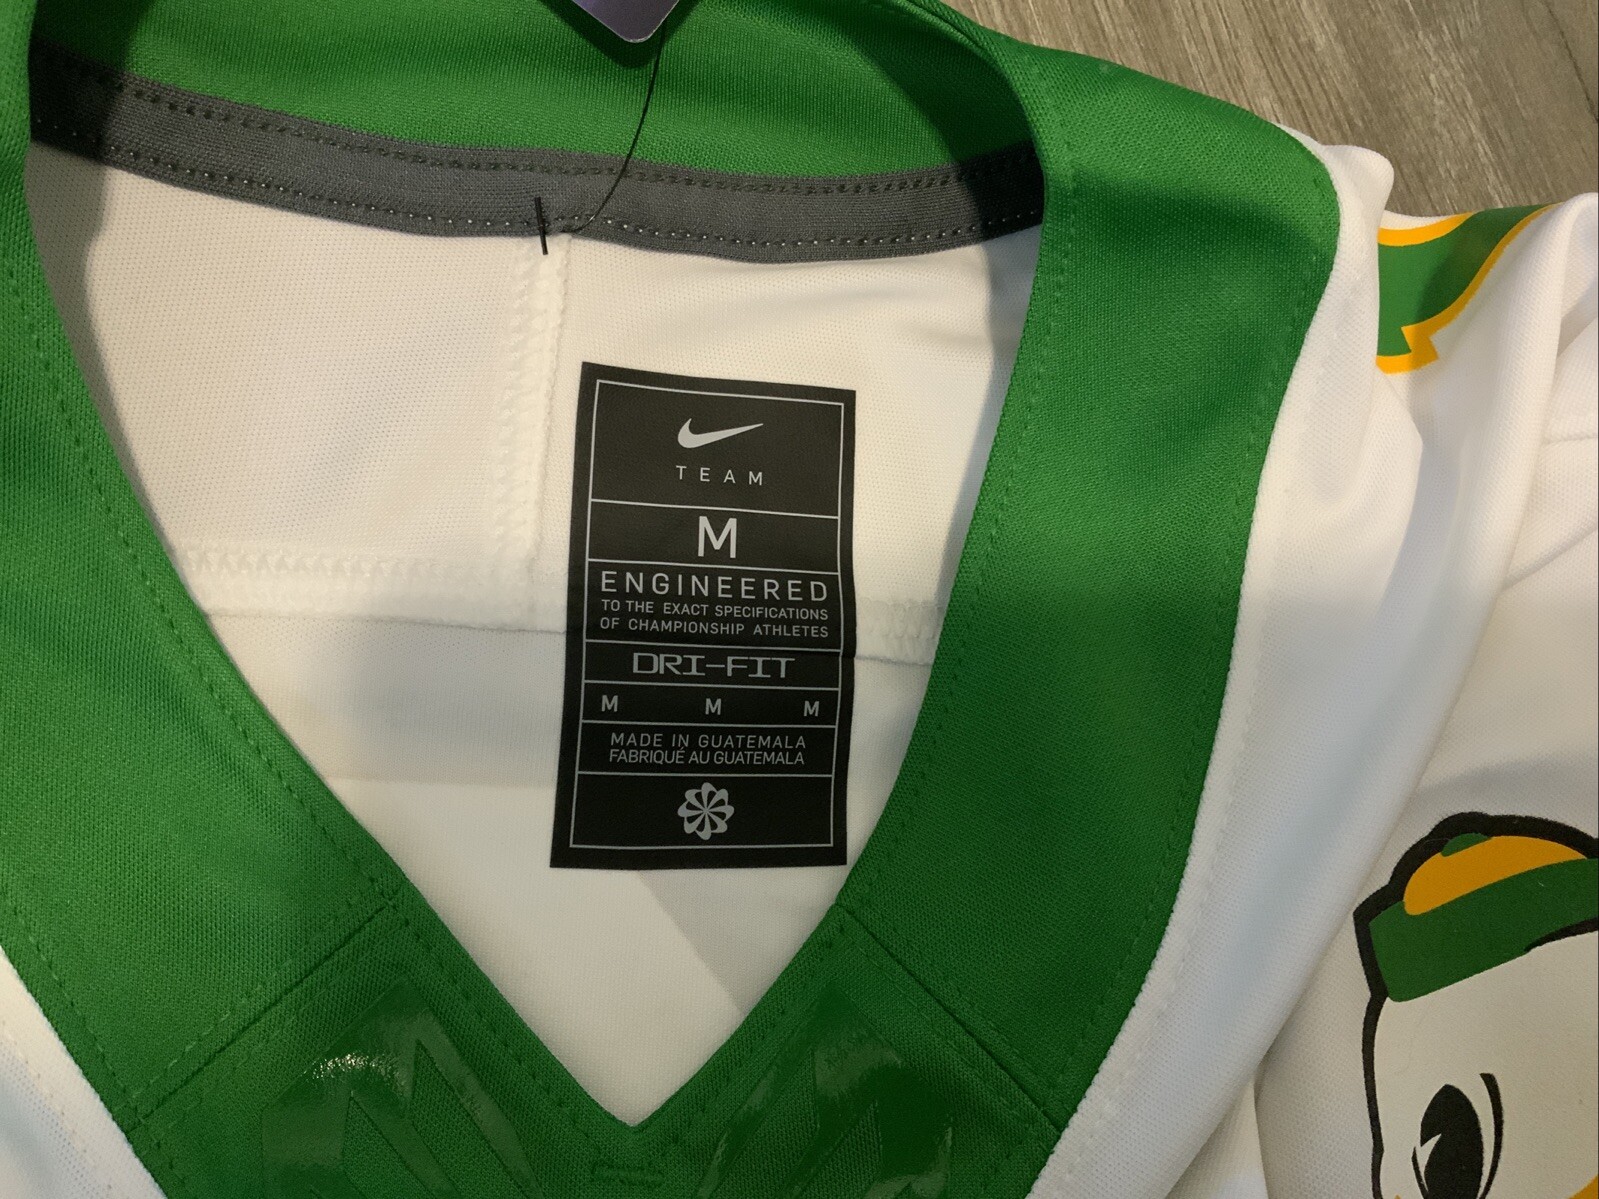 TEAM
M
ENGINEERED
TO THE EXACT SPECIFICATIONS
OF CHAMPIONSHIP ATHLETES
DRI-FIT
M M M
MADE IN GUATEMALA
FABRIQUÉ AU GUATEMALA